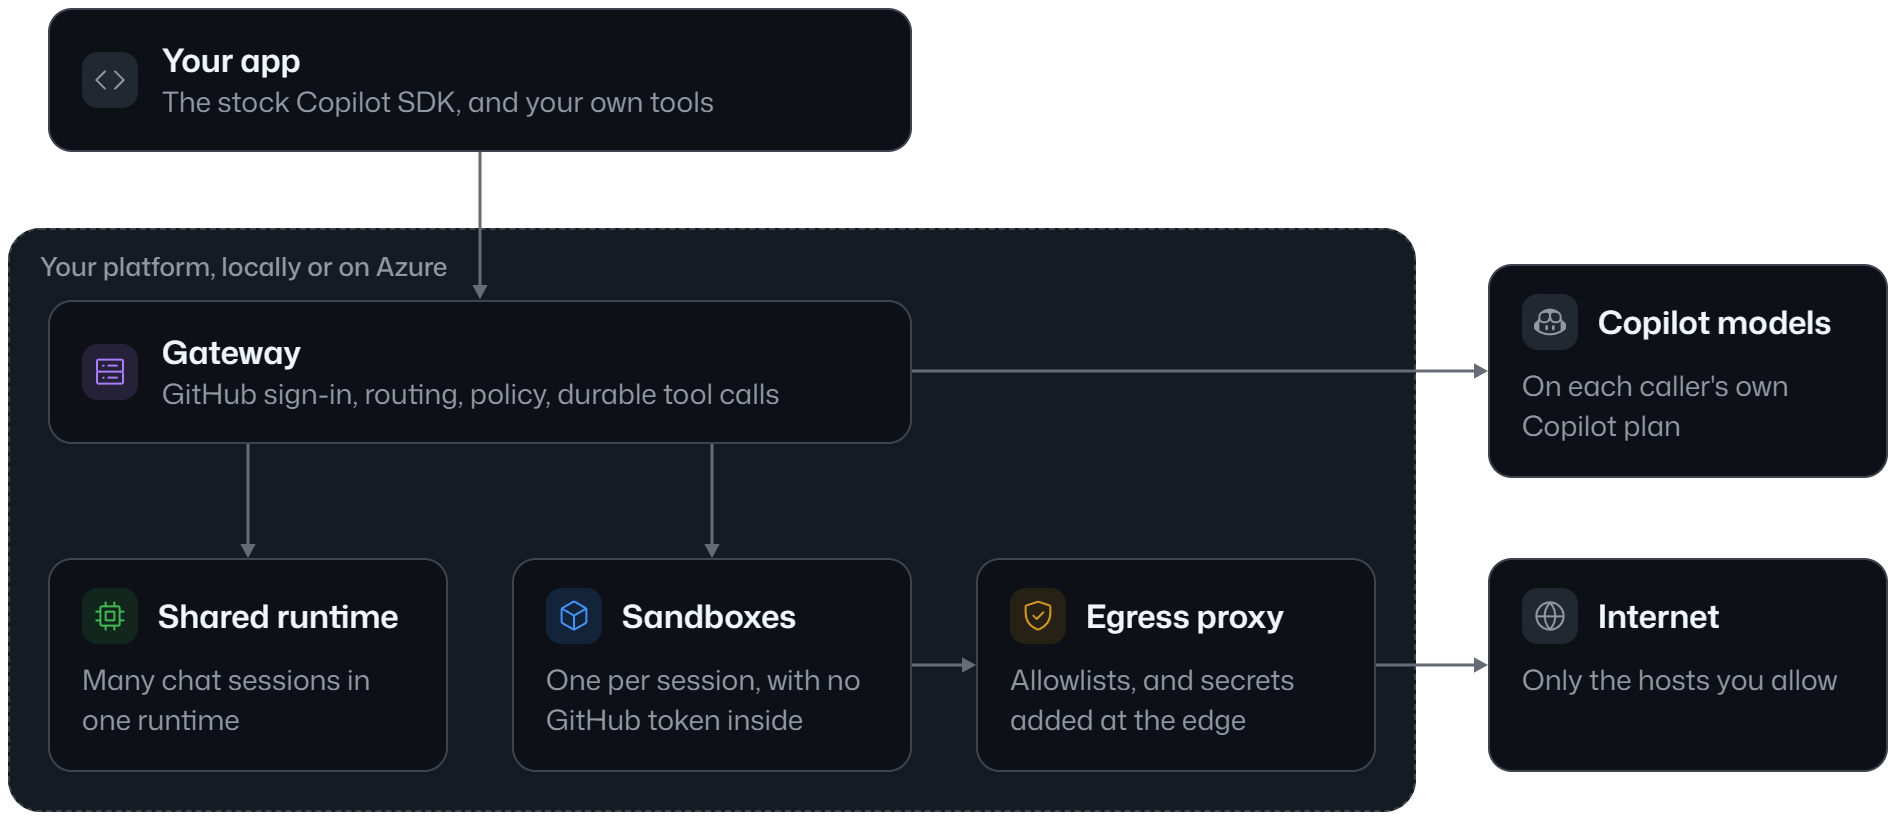 Your app
The stock Copilot SDK, and your own tools
Your platform, locally or on Azure
Gateway
GitHub sign-in, routing, policy, durable tool calls
Copilot models
On each caller's own
Copilot plan
Shared runtime
Many chat sessions in
one runtime
Sandboxes
One per session, with no
GitHub token inside
Egress proxy
Allowlists, and secrets
added at the edge
Internet
Only the hosts you allow